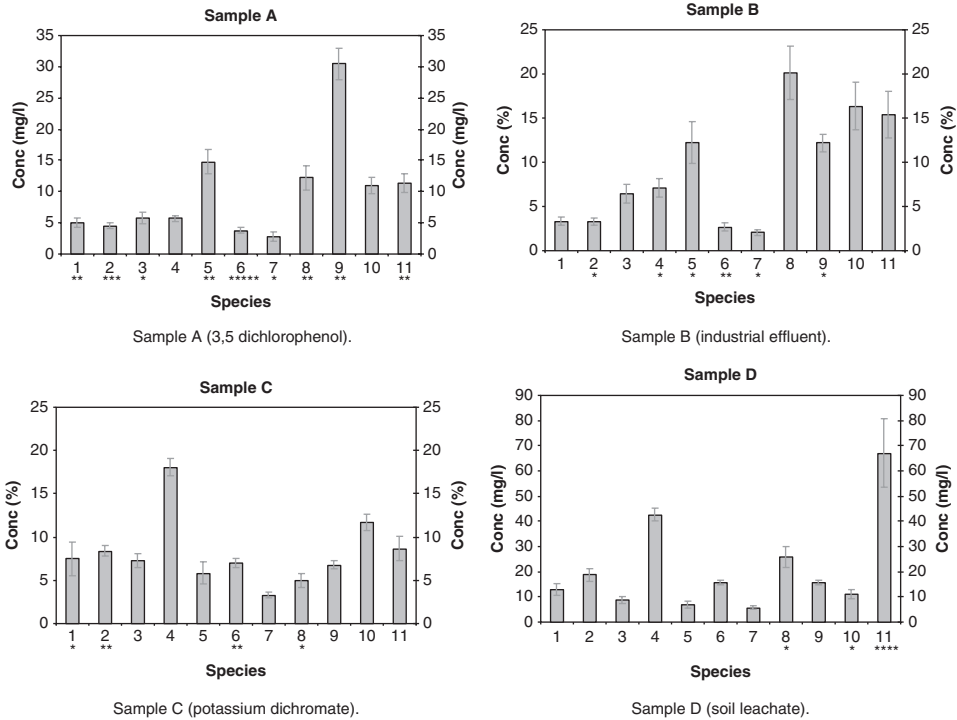 Sample A
35 35
30 30
25 25
20 20
15 15
10 10
5 5
0 0
Conc (mg/l)
Conc (mg/l)
1 2 3 4 5 6 7 8 9 10 11
** *** * ** ***** * ** ** **
Species
Sample A (3,5 dichlorophenol).
Sample B
25 25
20 20
15 15
10 10
5 5
0 0
Conc (%)
Conc (%)
1 2 3 4 5 6 7 8 9 10 11
* * * ** * *
Species
Sample B (industrial effluent).
Sample C
25 25
20 20
15 15
10 10
5 5
0 0
Conc (%)
Conc (%)
1 2 3 4 5 6 7 8 9 10 11
* ** ** *
Species
Sample C (potassium dichromate).
Sample D
90 90
80 80
70 70
60 60
50 50
40 40
30 30
20 20
10 10
0 0
Conc (mg/l)
Conc (mg/l)
1 2 3 4 5 6 7 8 9 10 11
* * ****
Species
Sample D (soil leachate).